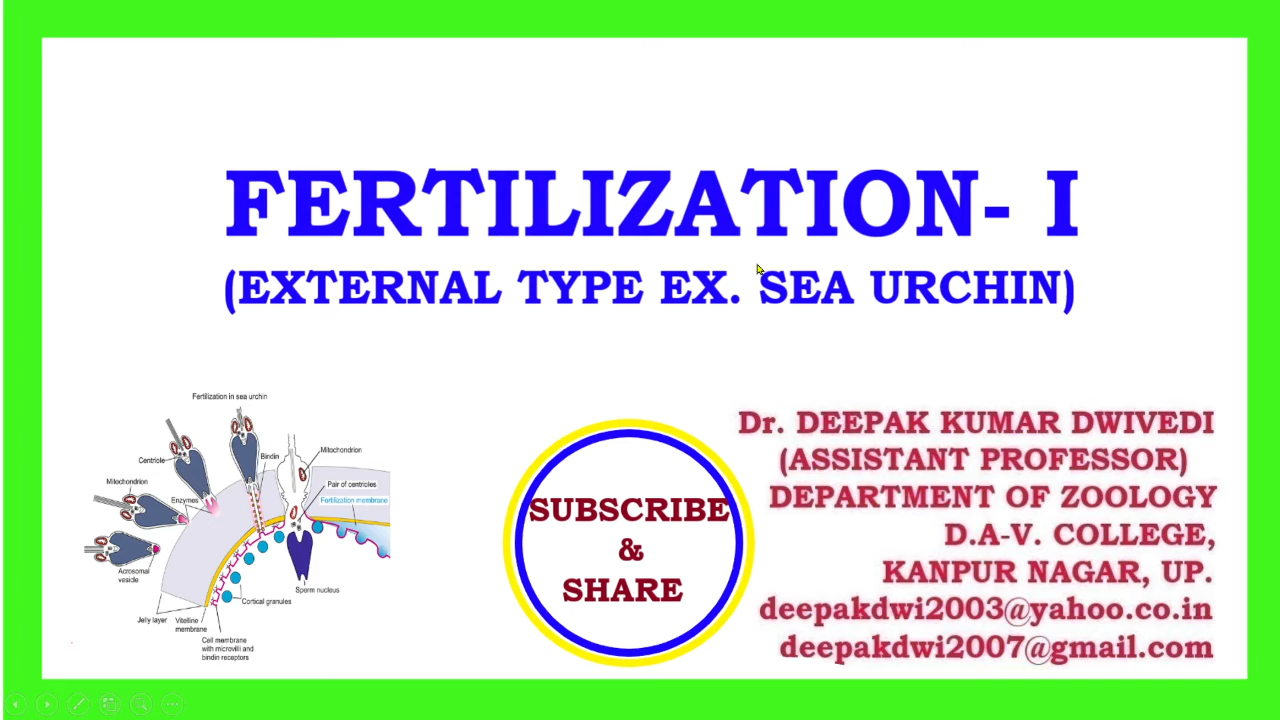 FERTILIZATION- I
(EXTERNAL TYPE EX. SEA URCHIN)
Fertilization in sea urchin
Mitochondrion
Bindin
Centriole
Mitochondrion
Pair of centrioles
Enzymes
Fertilization membrane
Acrosomal
vesicle
Sperm nucleus
Cortical granules
Jelly layer
Vitelline
membrane
Cell membrane
with microvilli and
bindin receptors
SUBSCRIBE
&
SHARE
Dr. DEEPAK KUMAR DWIVEDI
(ASSISTANT PROFESSOR)
DEPARTMENT OF ZOOLOGY
D.A-V. COLLEGE,
KANPUR NAGAR, UP.
deepakdwi2003@yahoo.co.in
deepakdwi2007@gmail.com